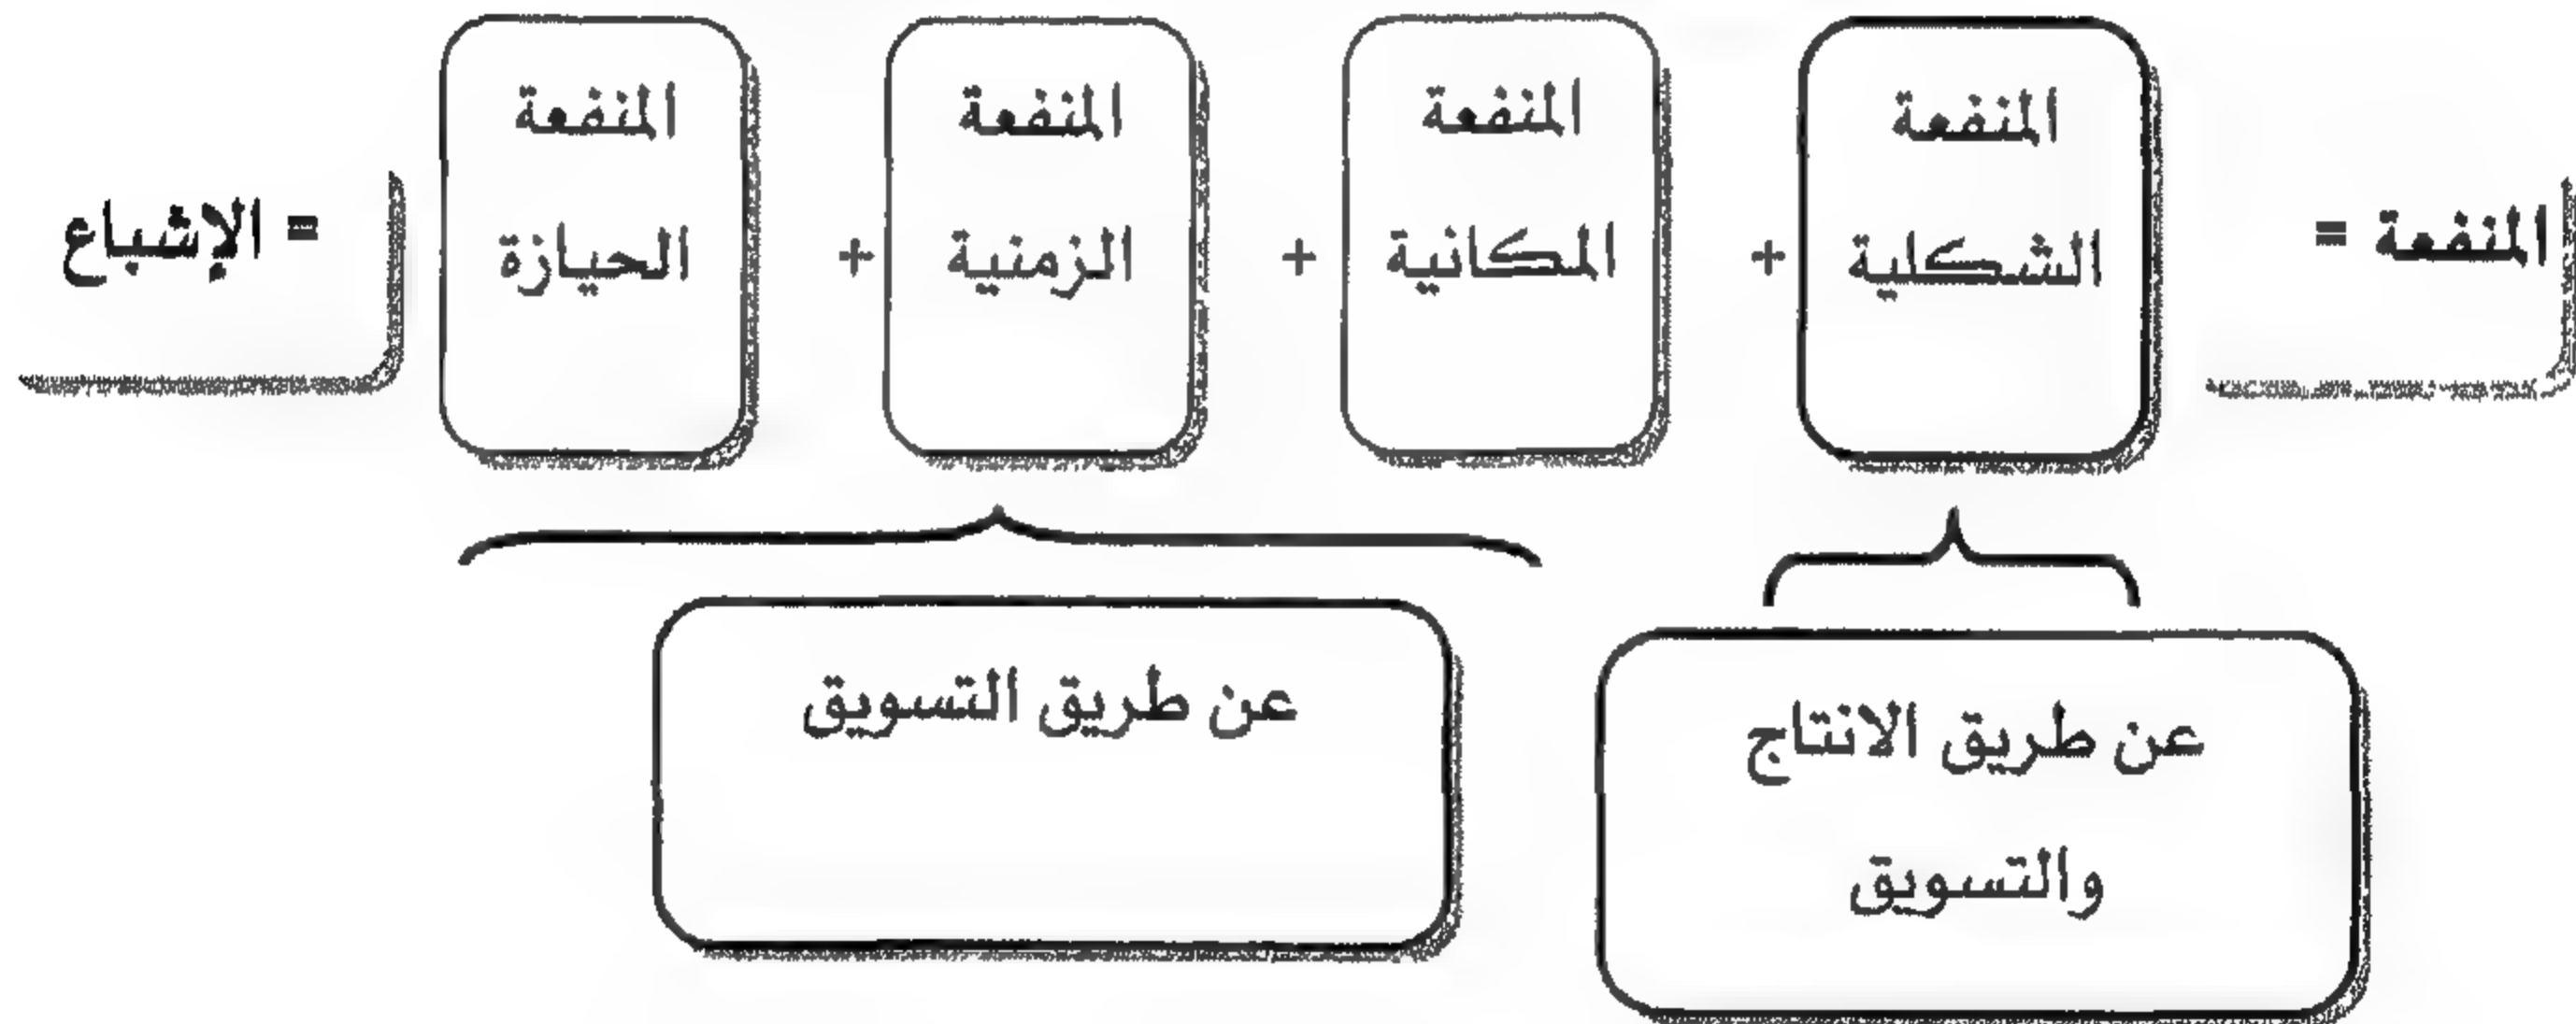 المنفعة =
المنفعة
الشكلية
+
المنفعة
المكانية
+
المنفعة
الزمنية
+
المنفعة
الحيازة
= الإشباع
عن طريق الانتاج
والتسويق
عن طريق التسويق